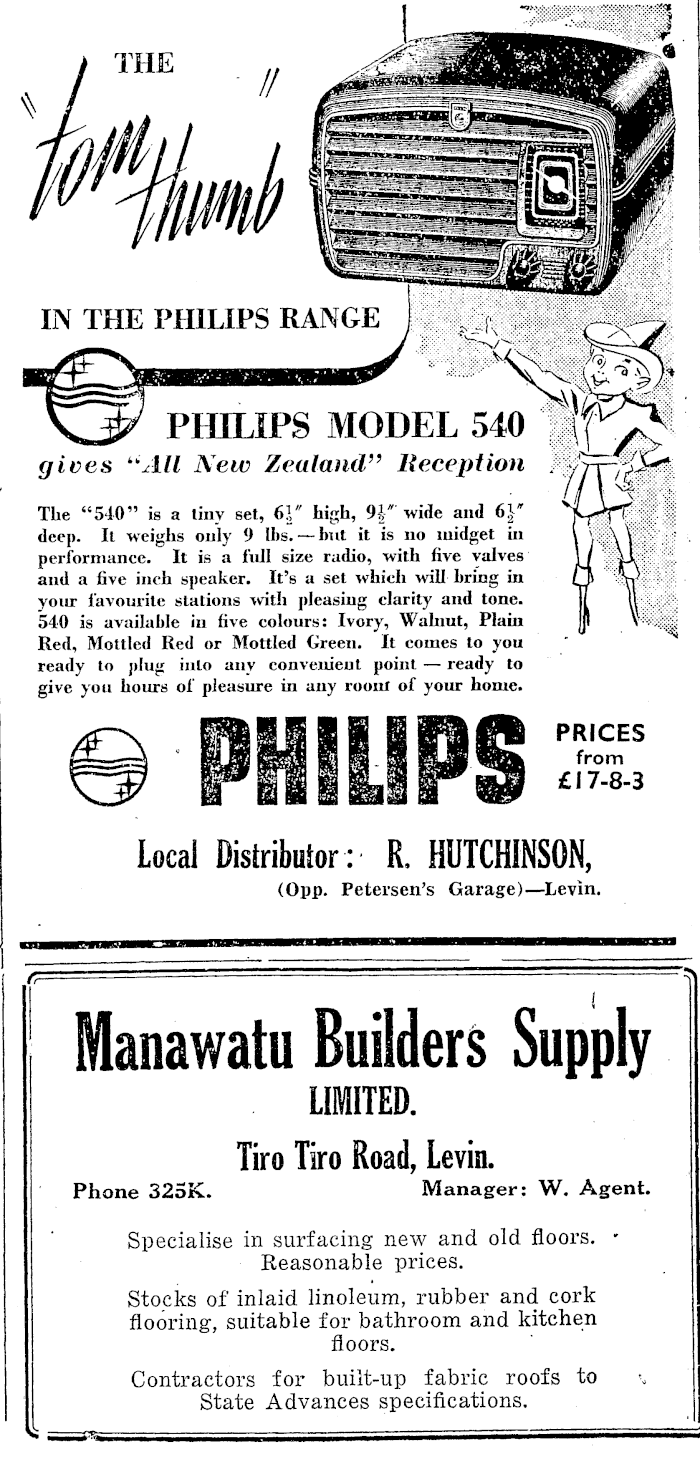 THE
"tom
thumb"
IN THE PHILIPS RANGE
PHILIPS MODEL 540
gives "All New Zealand" Reception
The "540" is a tiny set, 6½″ high, 9½″ wide and 6½″
deep. It weighs only 9 lbs.—but it is no midget in
performance. It is a full size radio, with five valves
and a five inch speaker. It's a set which will bring in
your favourite stations with pleasing clarity and tone.
540 is available in five colours: Ivory, Walnut, Plain
Red, Mottled Red or Mottled Green. It comes to you
ready to plug into any convenient point — ready to
give you hours of pleasure in any room of your home.
PHILIPS
PRICES
from
£17-8-3
Local Distributor: R. HUTCHINSON,
(Opp. Petersen's Garage)—Levin.
Manawatu Builders Supply
LIMITED.
Tiro Tiro Road, Levin.
Phone 325K. Manager: W. Agent.
Specialise in surfacing new and old floors.
Reasonable prices.
Stocks of inlaid linoleum, rubber and cork
flooring, suitable for bathroom and kitchen
floors.
Contractors for built-up fabric roofs to
State Advances specifications.